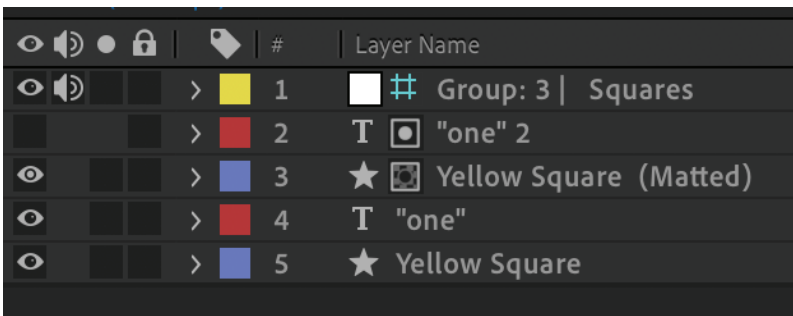 # Layer Name
1 # Group: 3 | Squares
2 T "one" 2
3 Yellow Square (Matted)
4 T "one"
5 Yellow Square